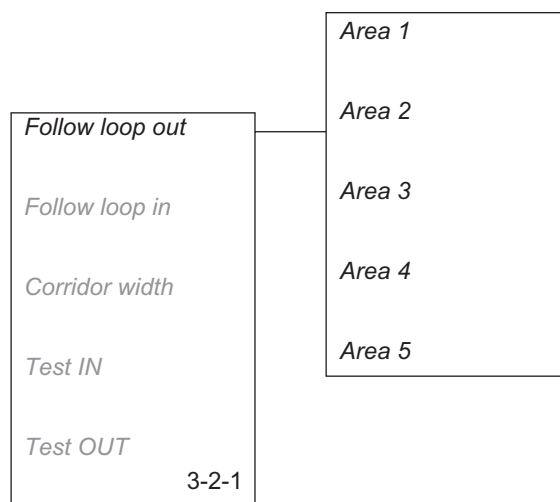 Follow loop out
Follow loop in
Corridor width
Test IN
Test OUT
3-2-1
Area 1
Area 2
Area 3
Area 4
Area 5